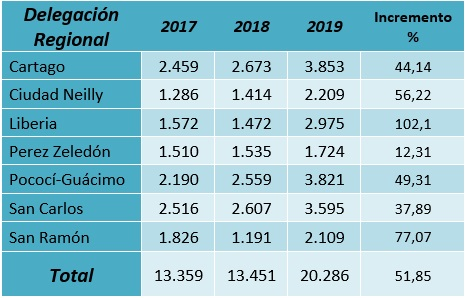 Delegación Regional 2017 2018 2019 Incremento %
Cartago 2.459 2.673 3.853 44,14
Ciudad Neilly 1.286 1.414 2.209 56,22
Liberia 1.572 1.472 2.975 102,1
Perez Zeledón 1.510 1.535 1.724 12,31
Pococí-Guácimo 2.190 2.559 3.821 49,31
San Carlos 2.516 2.607 3.595 37,89
San Ramón 1.826 1.191 2.109 77,07
Total 13.359 13.451 20.286 51,85